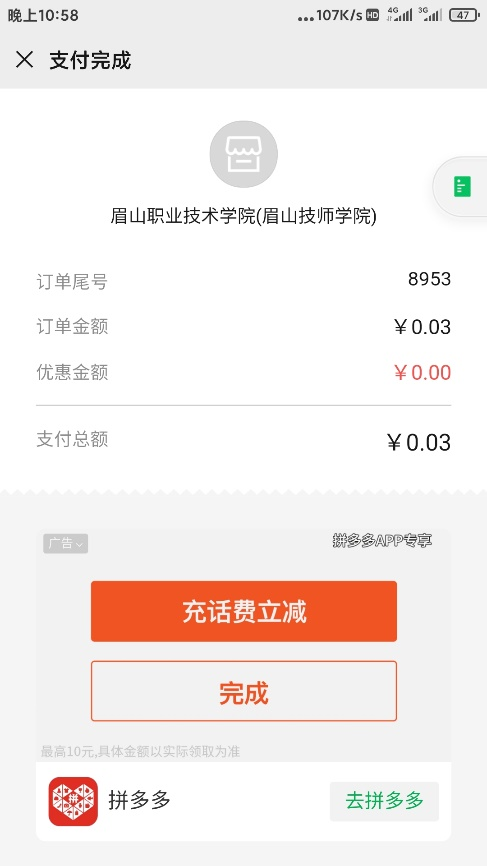 晚上10:58 ...107K/s HD 4G 3G 47
支付完成
眉山职业技术学院(眉山技师学院)
订单尾号 8953
订单金额 ￥0.03
优惠金额 ￥0.00
支付总额 ￥0.03
广告 拼多多APP专享
充话费立减
完成
最高10元,具体金额以实际领取为准
拼
拼多多 去拼多多